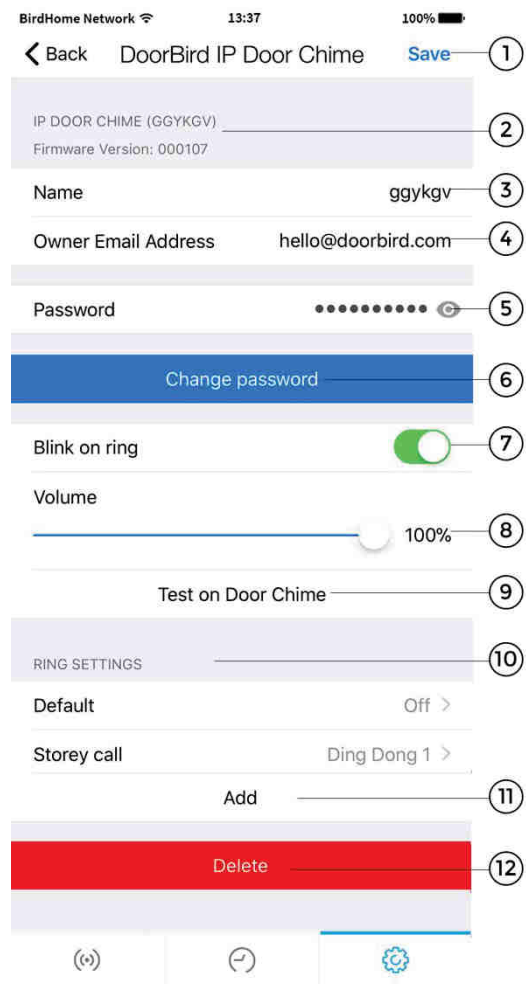 BirdHome Network 13:37 100%
Back DoorBird IP Door Chime Save 1
IP DOOR CHIME (GGYKGV) 2
Firmware Version: 000107
Name ggykgv 3
Owner Email Address hello@doorbird.com 4
Password •••••••••• 5
Change password 6
Blink on ring 7
Volume
100% 8
Test on Door Chime 9
RING SETTINGS 10
Default Off
Storey call Ding Dong 1
Add 11
Delete 12